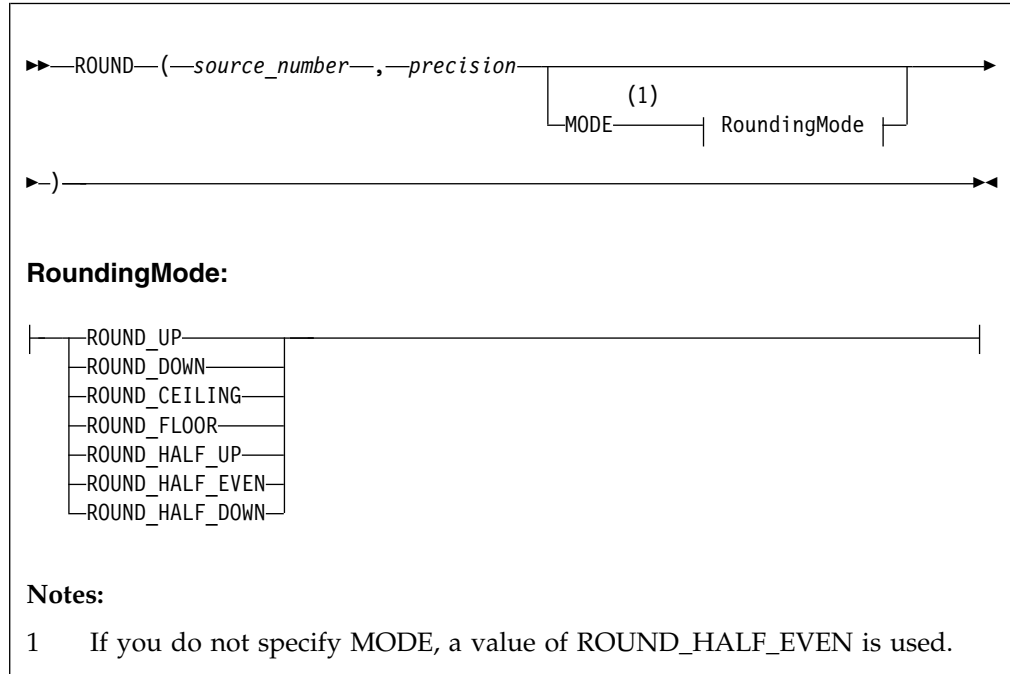 ROUND ( source_number , precision
(1)
MODE RoundingMode
)
RoundingMode:
ROUND_UP
ROUND_DOWN
ROUND_CEILING
ROUND_FLOOR
ROUND_HALF_UP
ROUND_HALF_EVEN
ROUND_HALF_DOWN
Notes:
1 If you do not specify MODE, a value of ROUND_HALF_EVEN is used.